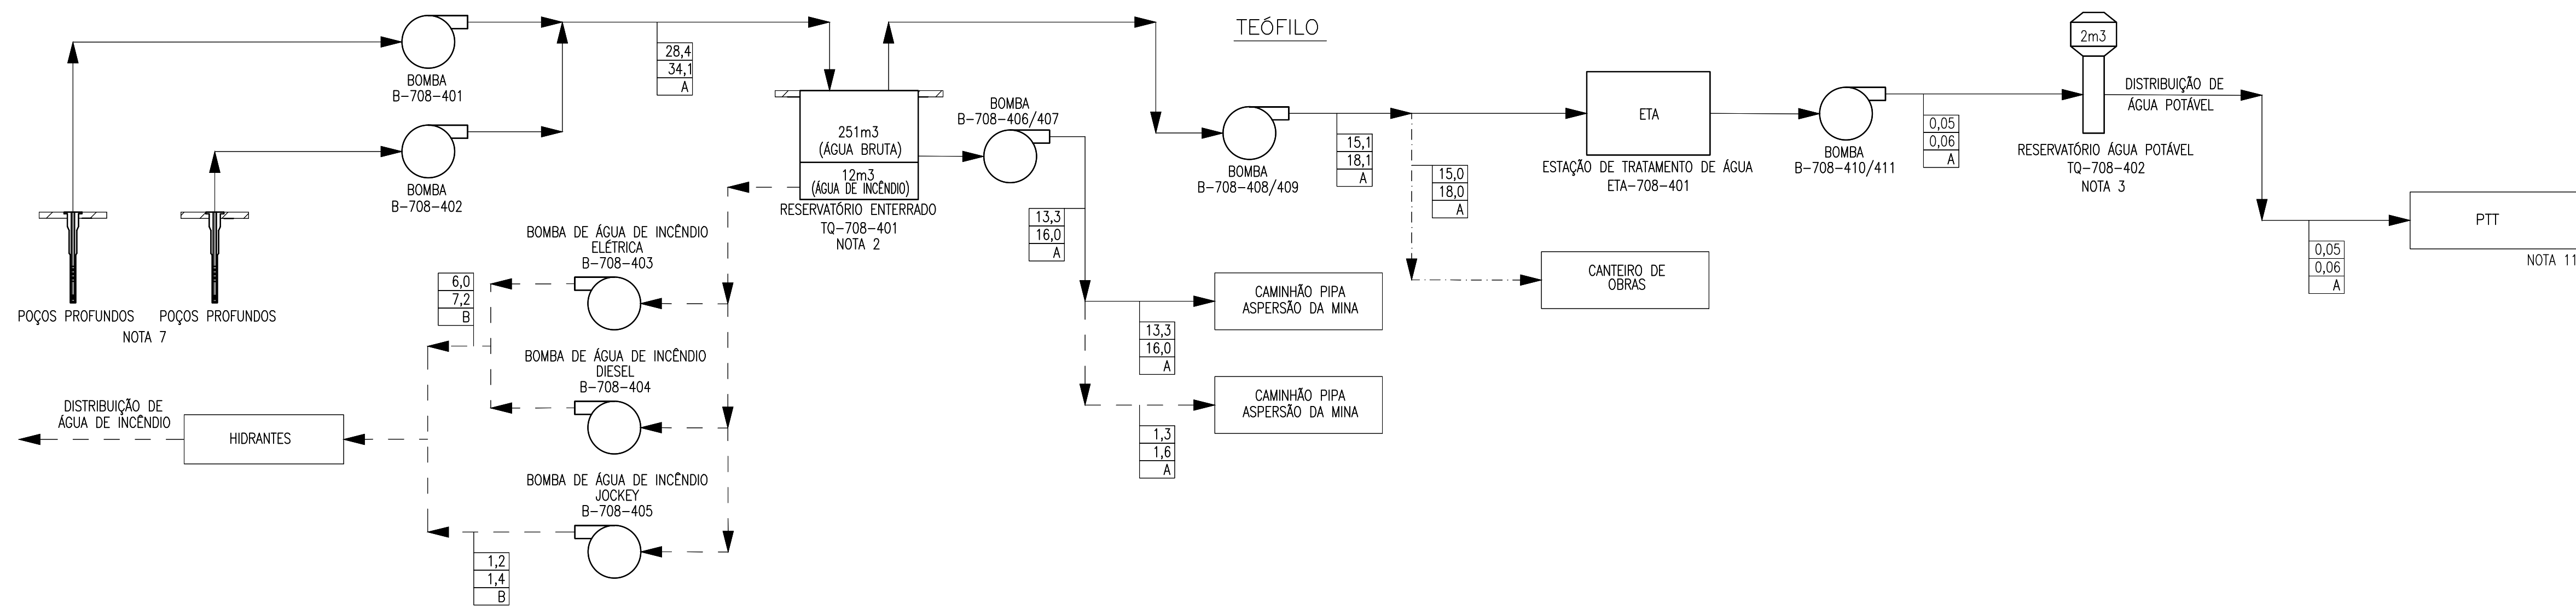 TEÓFILO
BOMBA
B-708-401
BOMBA
B-708-402
28,4
34,1
A
POÇOS PROFUNDOS
POÇOS PROFUNDOS
NOTA 7
251m3
(ÁGUA BRUTA)
12m3
(ÁGUA DE INCÊNDIO)
RESERVATÓRIO ENTERRADO
TQ-708-401
NOTA 2
BOMBA
B-708-406/407
13,3
16,0
A
BOMBA DE ÁGUA DE INCÊNDIO
ELÉTRICA
B-708-403
6,0
7,2
B
BOMBA DE ÁGUA DE INCÊNDIO
DIESEL
B-708-404
DISTRIBUIÇÃO DE
ÁGUA DE INCÊNDIO
HIDRANTES
BOMBA DE ÁGUA DE INCÊNDIO
JOCKEY
B-708-405
1,2
1,4
B
CAMINHÃO PIPA
ASPERSÃO DA MINA
13,3
16,0
A
CAMINHÃO PIPA
ASPERSÃO DA MINA
1,3
1,6
A
BOMBA
B-708-408/409
15,1
18,1
A
15,0
18,0
A
CANTEIRO DE
OBRAS
ETA
ESTAÇÃO DE TRATAMENTO DE ÁGUA
ETA-708-401
BOMBA
B-708-410/411
0,05
0,06
A
2m3
RESERVATÓRIO ÁGUA POTÁVEL
TQ-708-402
NOTA 3
DISTRIBUIÇÃO DE
ÁGUA POTÁVEL
0,05
0,06
A
PTT
NOTA 11